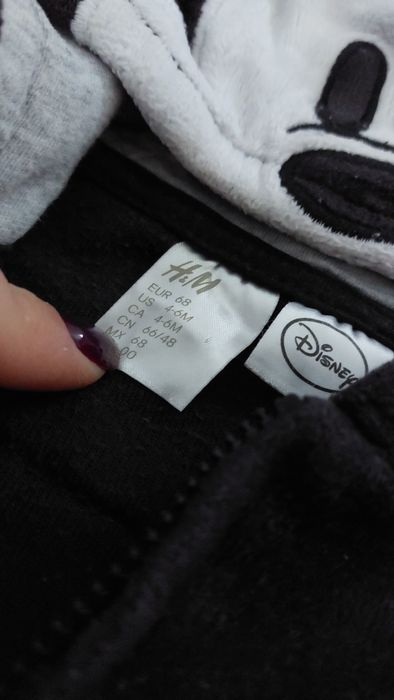 H&M
EUR 68
US 4-6M
CA 4-6M
CN 66/48
MX 68
Disney